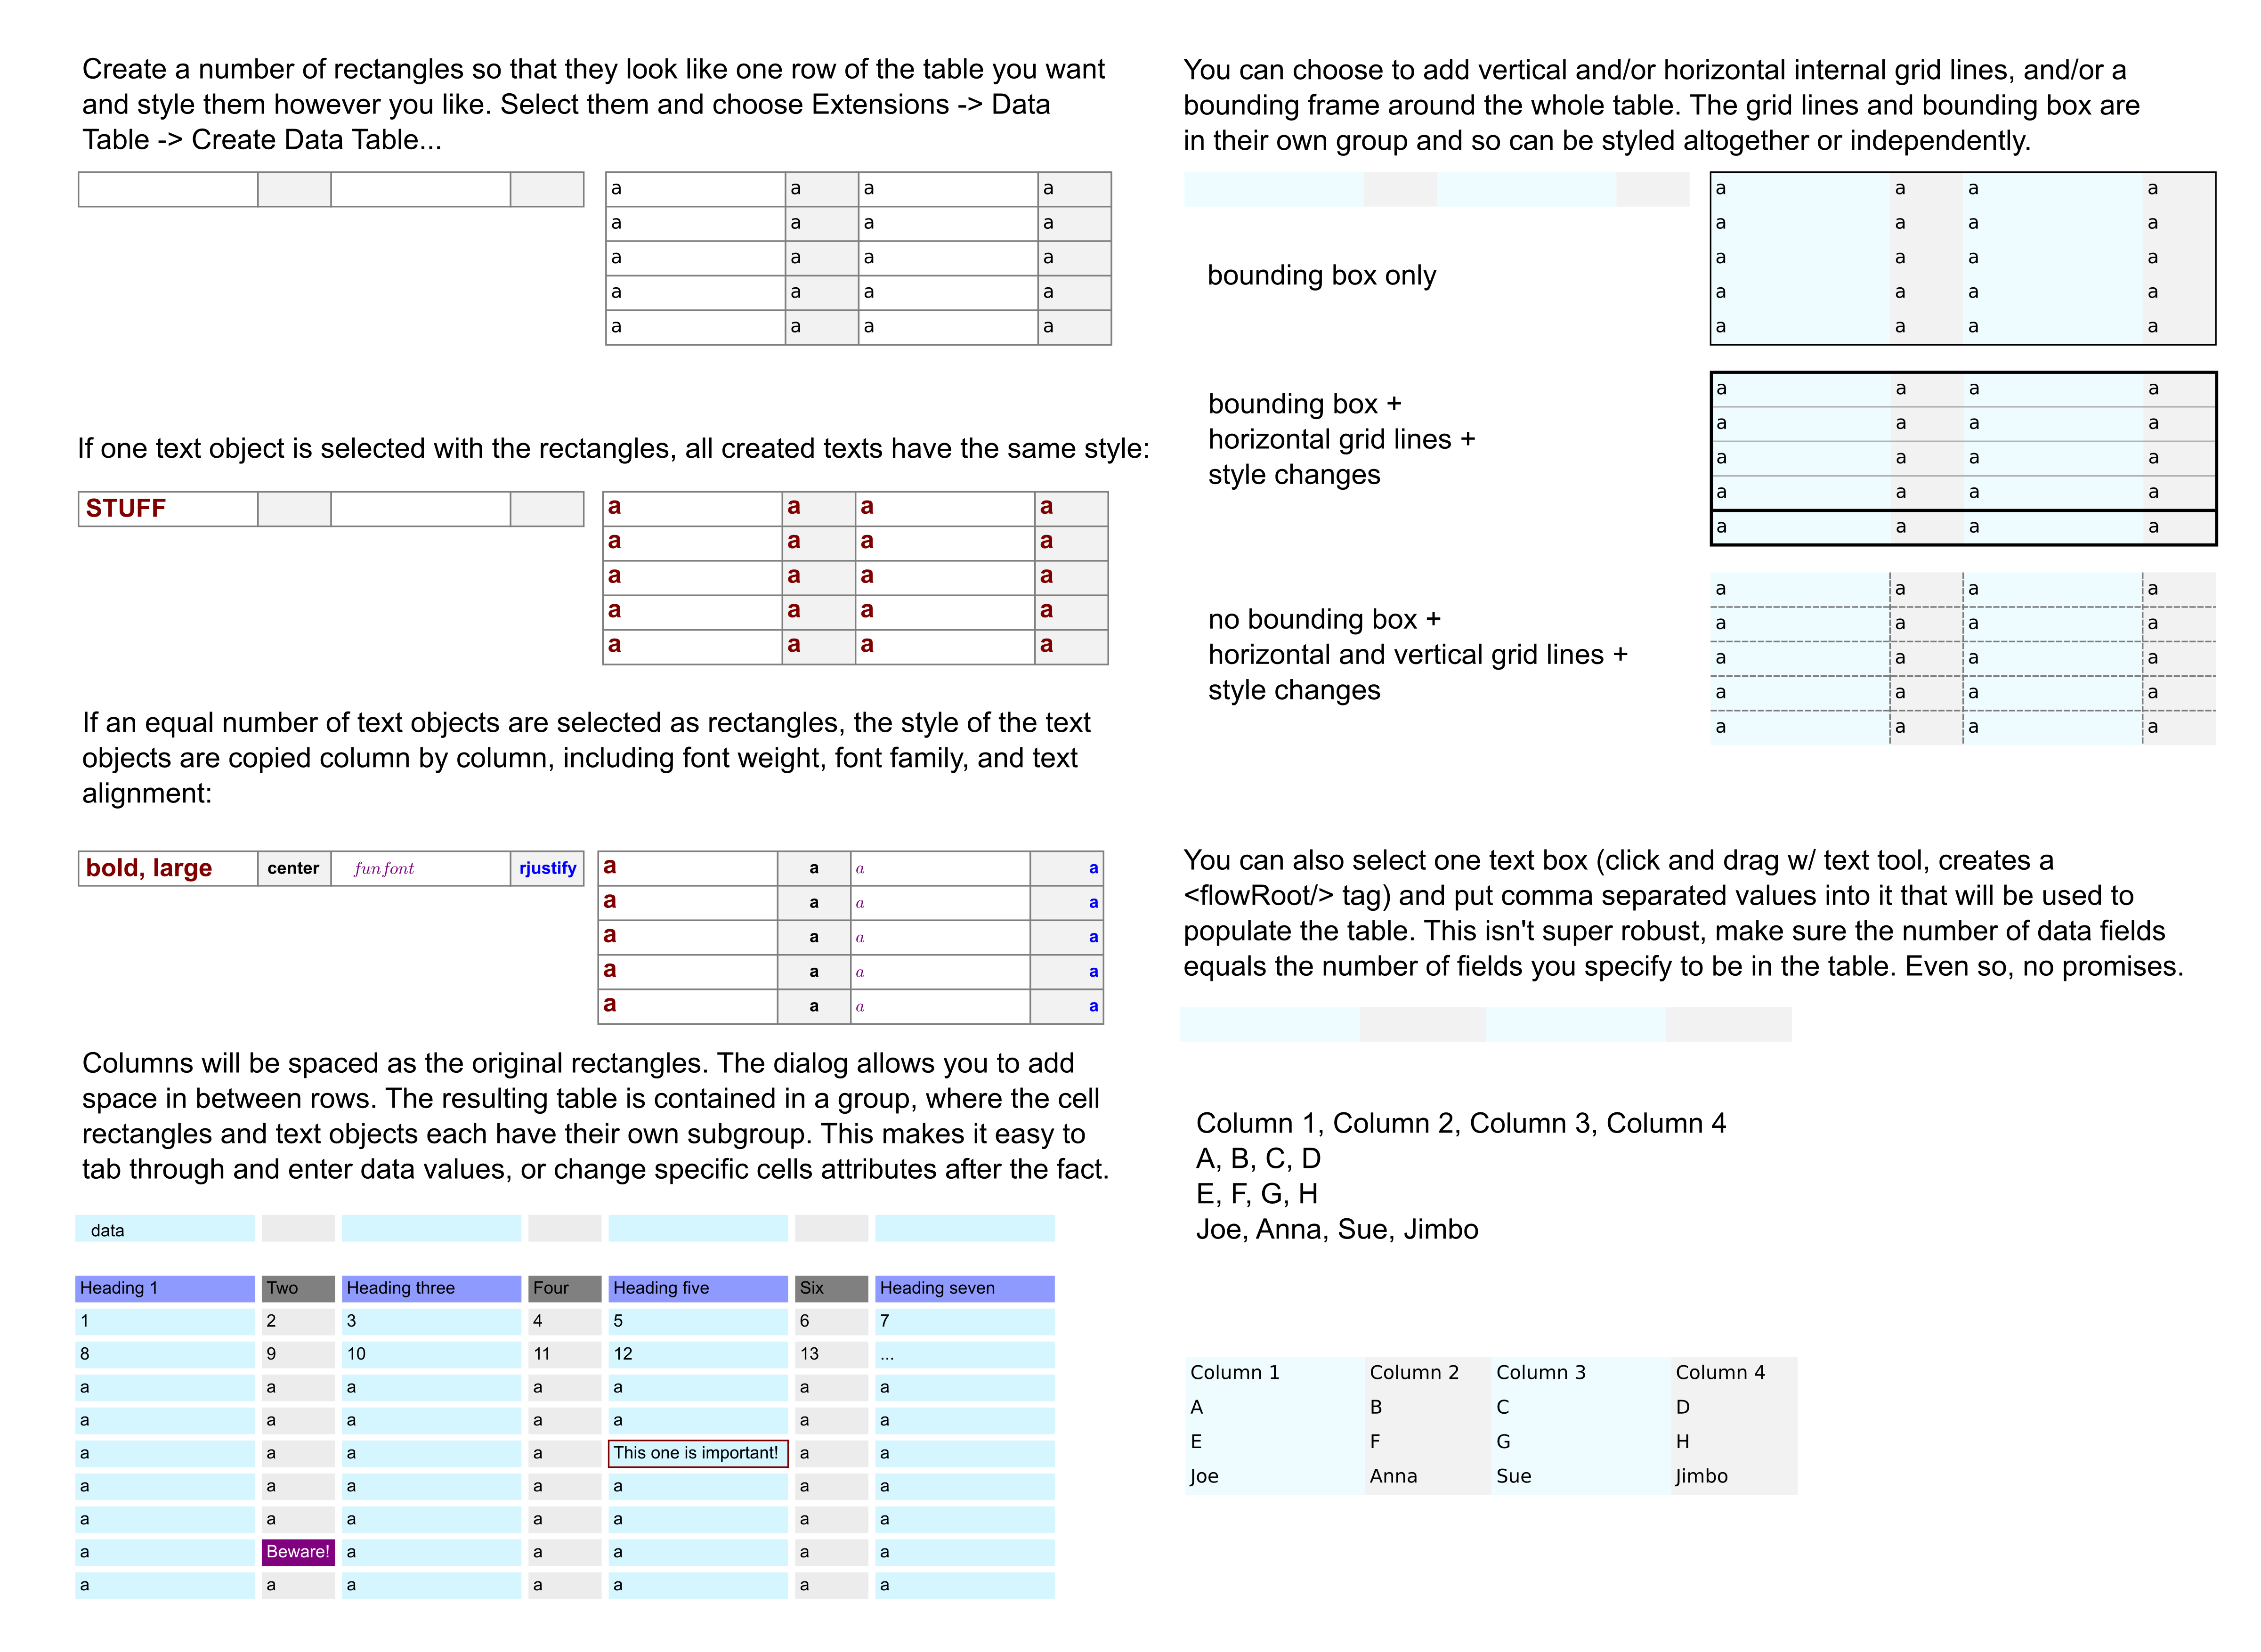 Create a number of rectangles so that they look like one row of the table you want
and style them however you like. Select them and choose Extensions -> Data
Table -> Create Data Table...
a a a a
a a a a
a a a a
a a a a
a a a a
If one text object is selected with the rectangles, all created texts have the same style:
STUFF
a a a a
a a a a
a a a a
a a a a
a a a a
If an equal number of text objects are selected as rectangles, the style of the text
objects are copied column by column, including font weight, font family, and text
alignment:
bold, large center fun font rjustify
a a a a
a a a a
a a a a
a a a a
a a a a
Columns will be spaced as the original rectangles. The dialog allows you to add
space in between rows. The resulting table is contained in a group, where the cell
rectangles and text objects each have their own subgroup. This makes it easy to
tab through and enter data values, or change specific cells attributes after the fact.
data
Heading 1 Two Heading three Four Heading five Six Heading seven
1 2 3 4 5 6 7
8 9 10 11 12 13 ...
a a a a a a a
a a a a a a a
a a a a This one is important! a a
a a a a a a a
a a a a a a a
a Beware! a a a a a
a a a a a a a
You can choose to add vertical and/or horizontal internal grid lines, and/or a
bounding frame around the whole table. The grid lines and bounding box are
in their own group and so can be styled altogether or independently.
bounding box only
a a a a
a a a a
a a a a
a a a a
a a a a
bounding box +
horizontal grid lines +
style changes
a a a a
a a a a
a a a a
a a a a
a a a a
no bounding box +
horizontal and vertical grid lines +
style changes
a a a a
a a a a
a a a a
a a a a
a a a a
You can also select one text box (click and drag w/ text tool, creates a
<flowRoot/> tag) and put comma separated values into it that will be used to
populate the table. This isn't super robust, make sure the number of data fields
equals the number of fields you specify to be in the table. Even so, no promises.
Column 1, Column 2, Column 3, Column 4
A, B, C, D
E, F, G, H
Joe, Anna, Sue, Jimbo
Column 1 Column 2 Column 3 Column 4
A B C D
E F G H
Joe Anna Sue Jimbo